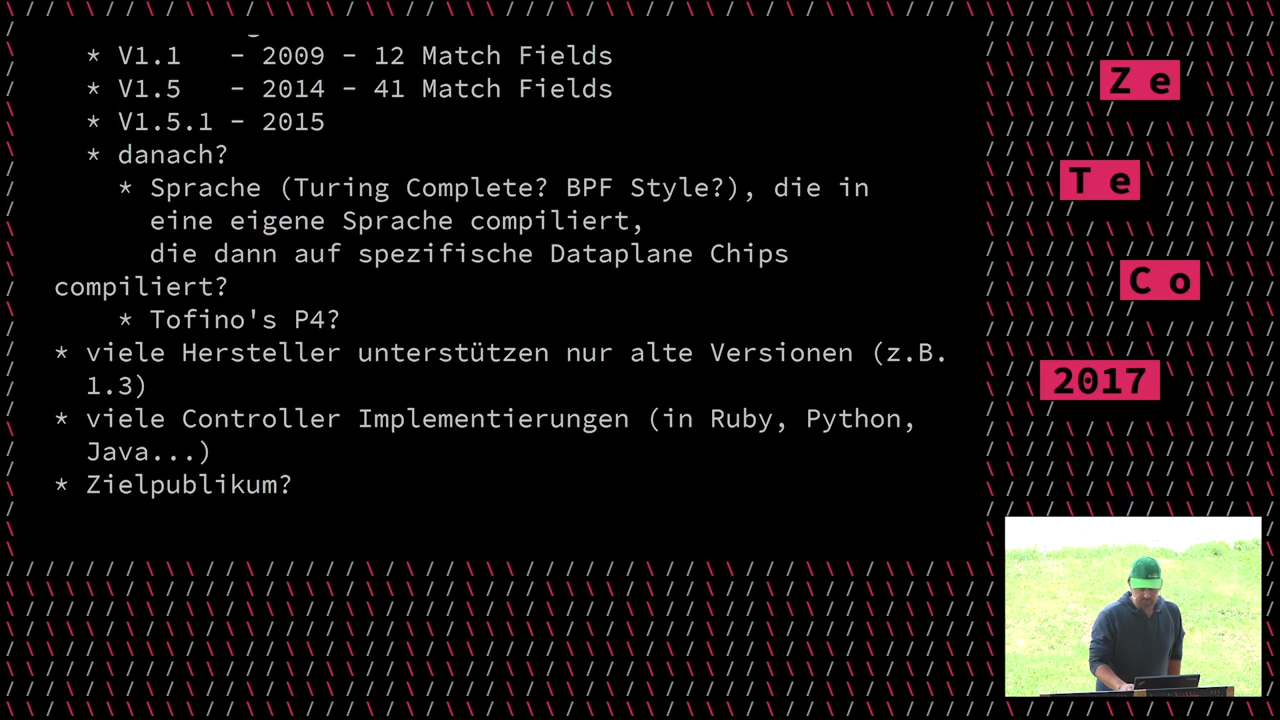 * V1.1 - 2009 - 12 Match Fields
* V1.5 - 2014 - 41 Match Fields
* V1.5.1 - 2015
* danach?
* Sprache (Turing Complete? BPF Style?), die in
eine eigene Sprache compiliert,
die dann auf spezifische Dataplane Chips
compiliert?
* Tofino's P4?
* viele Hersteller unterstützen nur alte Versionen (z.B.
1.3)
* viele Controller Implementierungen (in Ruby, Python,
Java...)
* Zielpublikum?
Ze
Te
Co
2017